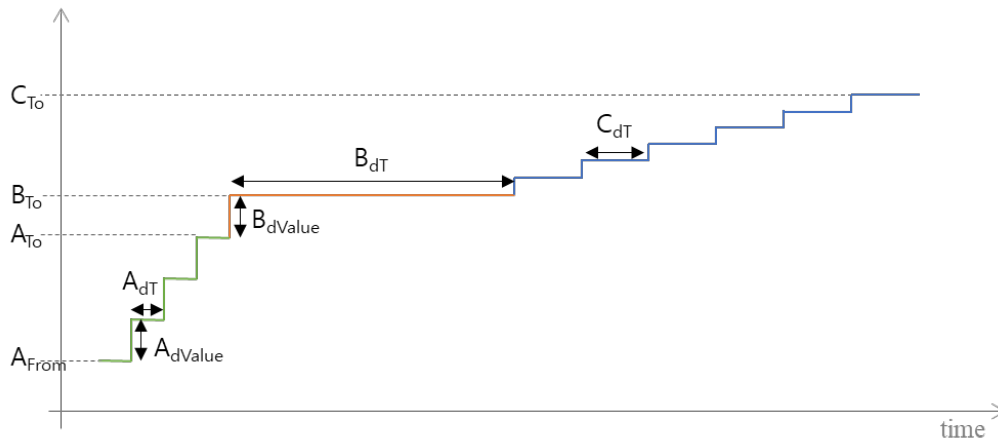 C_To
C_dT
B_dT
B_To
B_dValue
A_To
A_dT
A_dValue
A_From
time